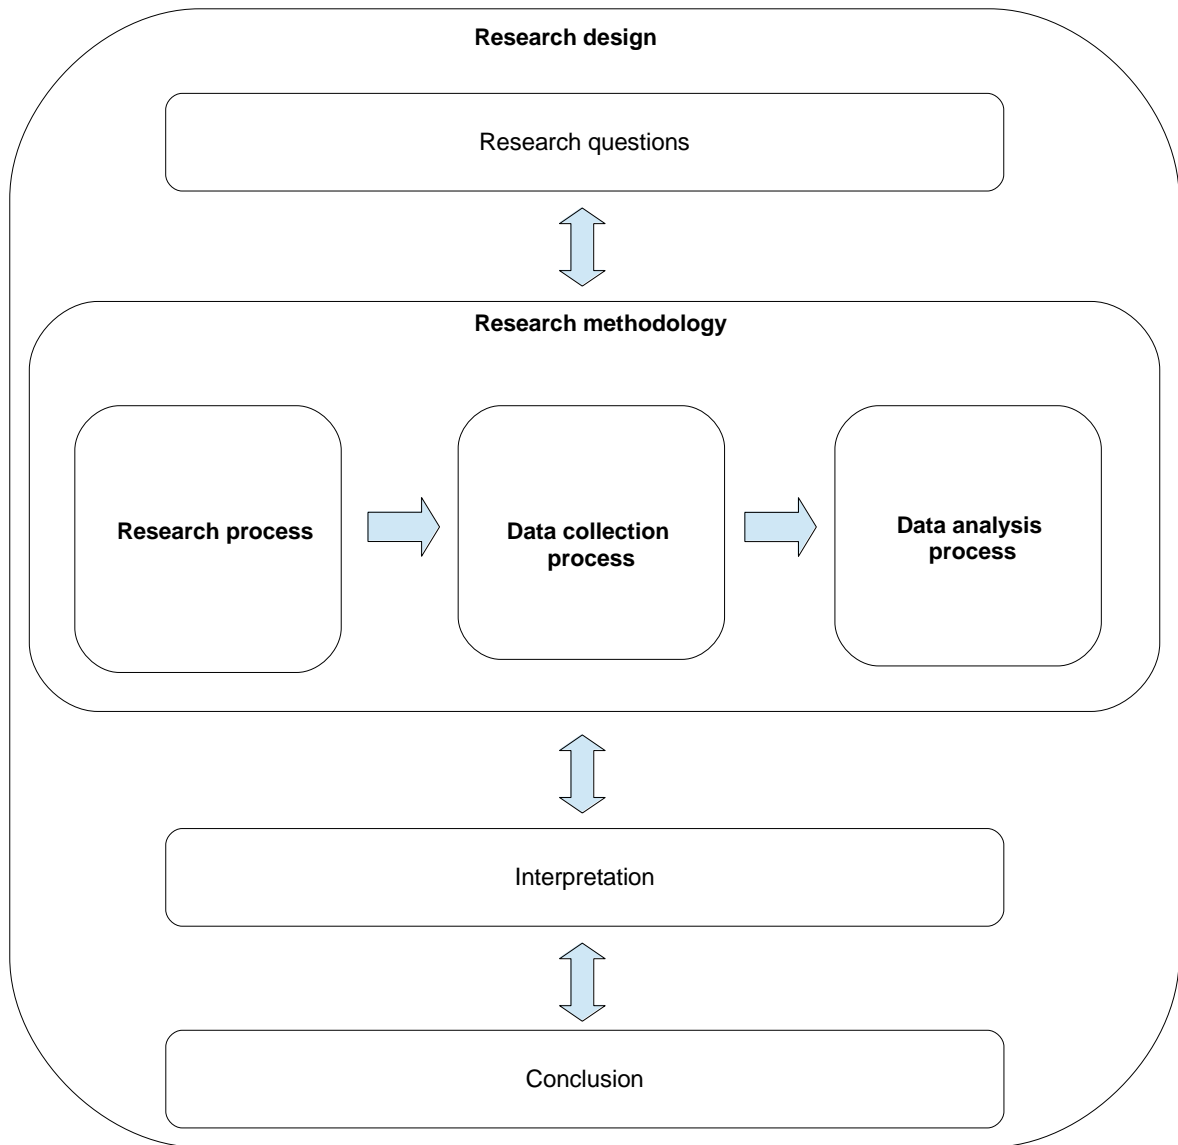 Research design
Research questions
Research methodology
Research process
Data collection
process
Data analysis
process
Interpretation
Conclusion